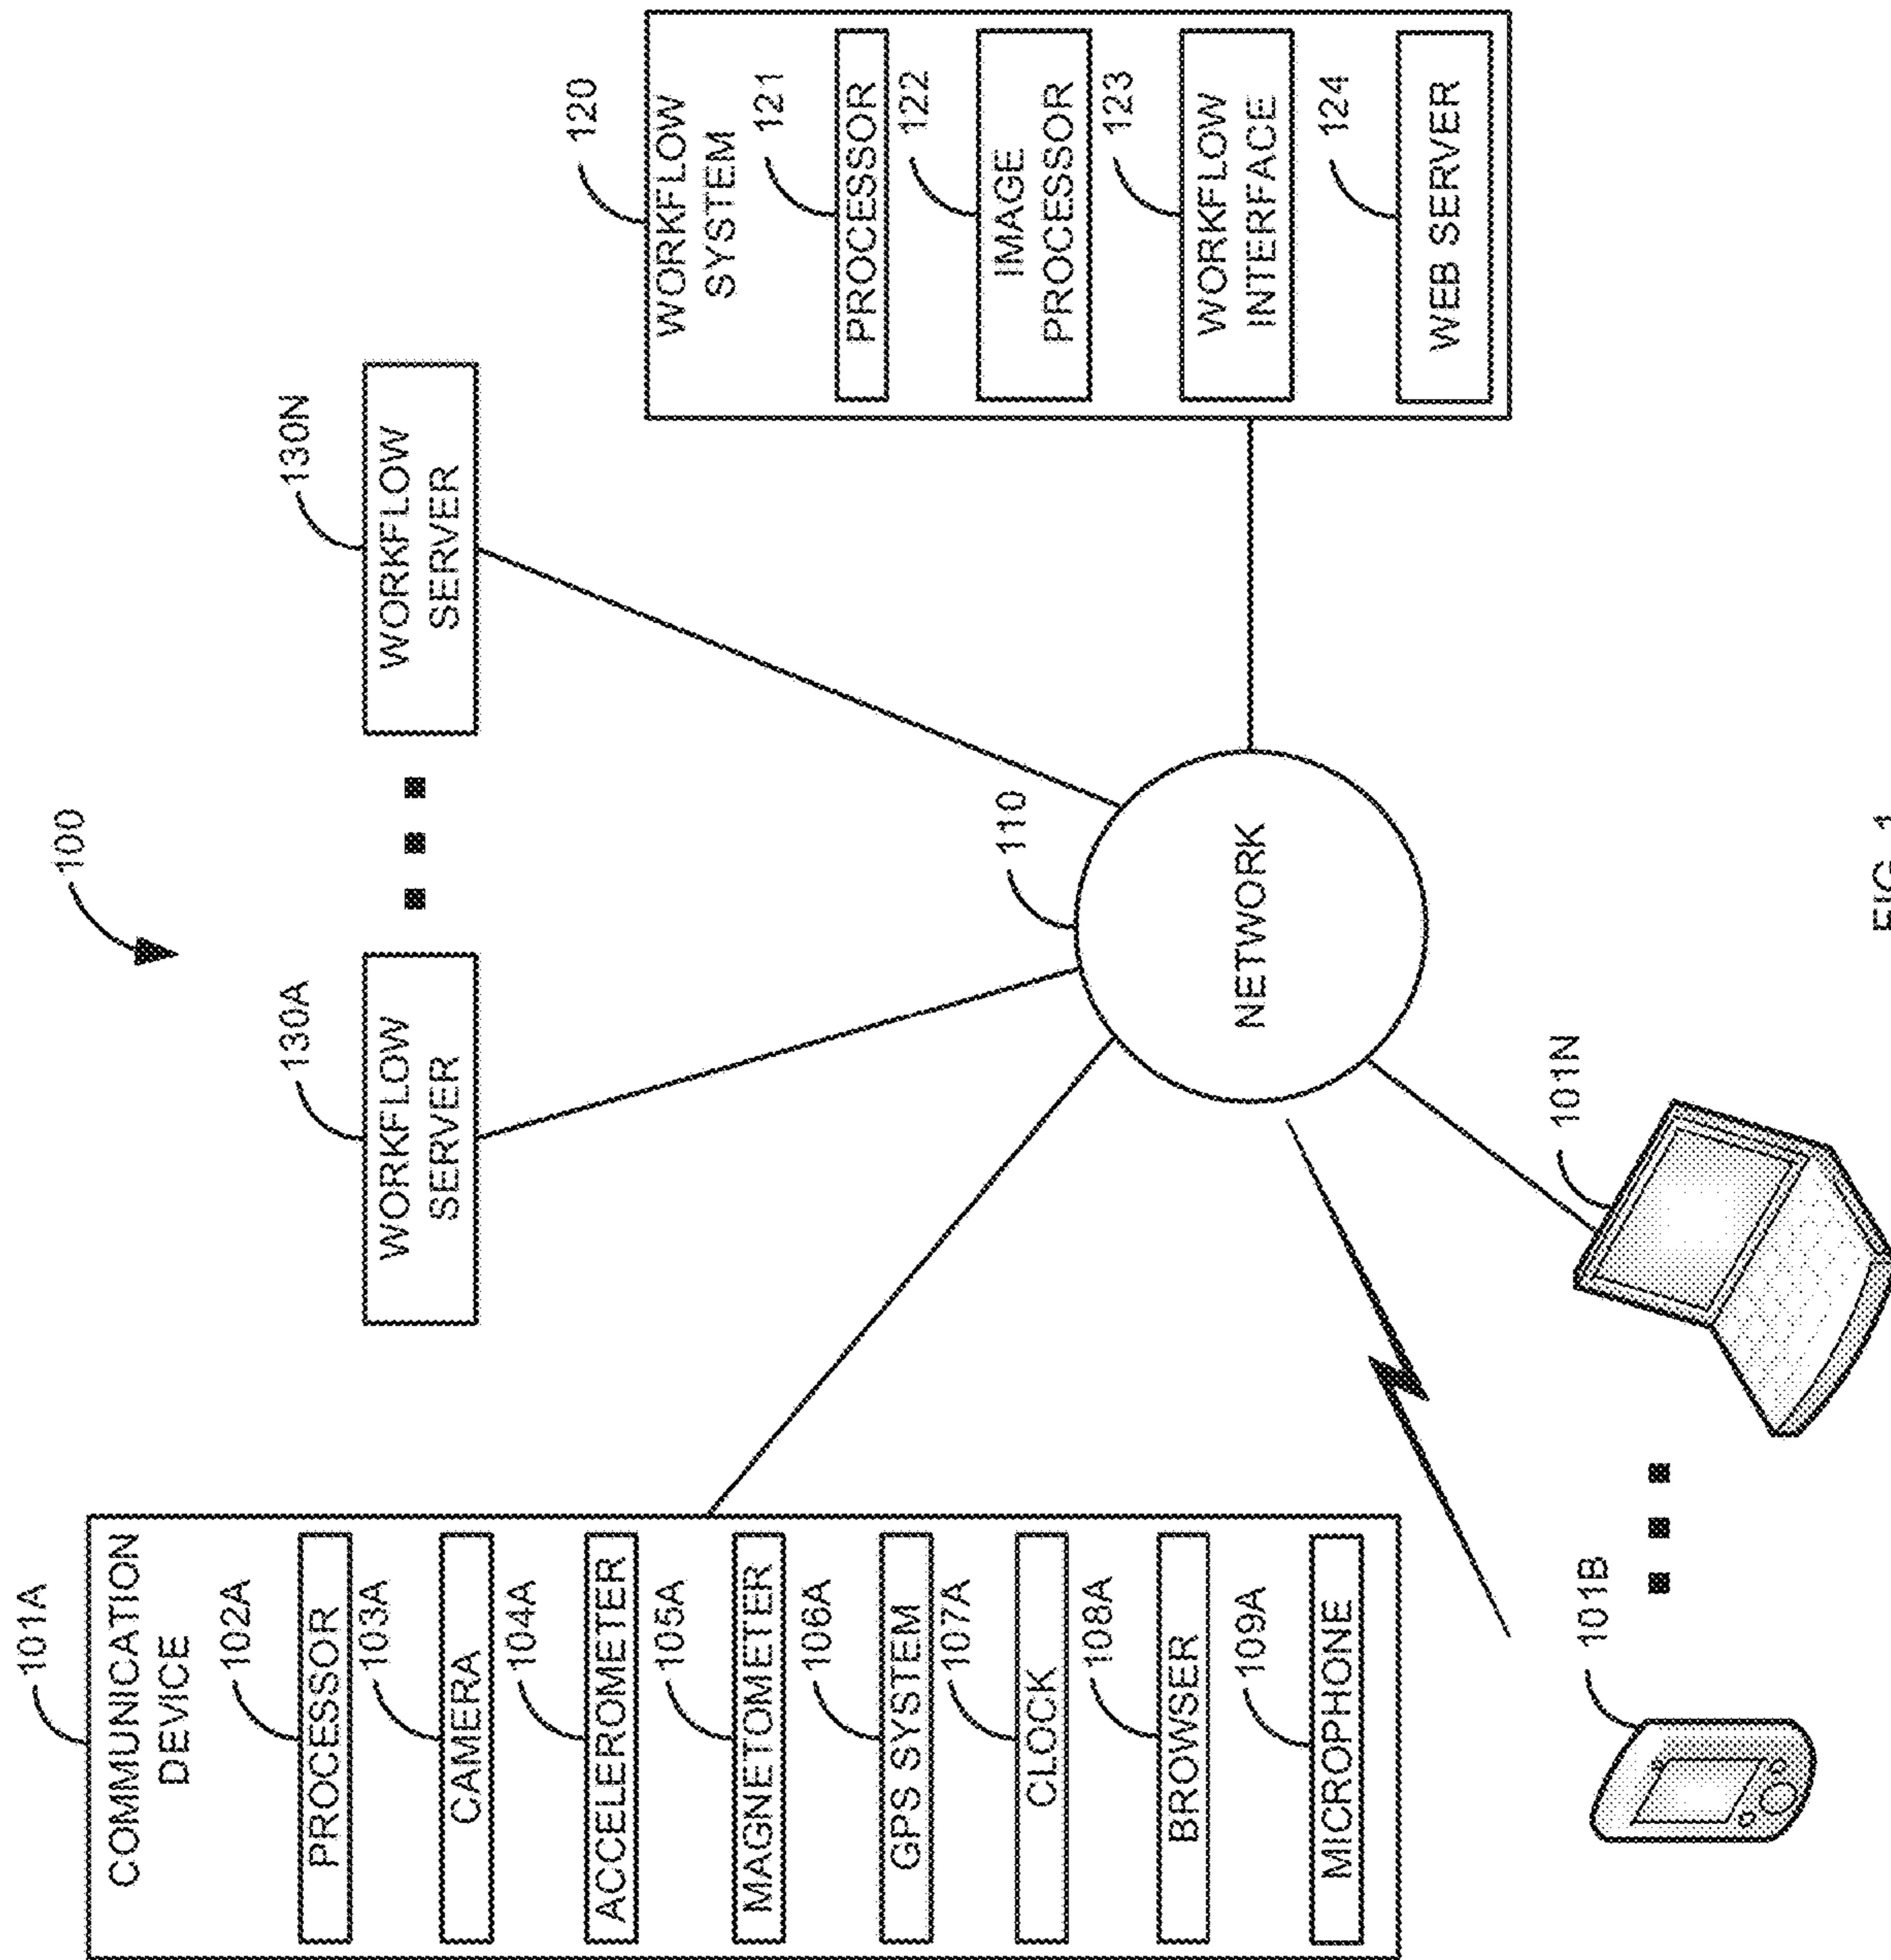 100
101A
COMMUNICATION
DEVICE
102A
PROCESSOR
103A
CAMERA
104A
ACCELEROMETER
105A
MAGNETOMETER
106A
GPS SYSTEM
107A
CLOCK
108A
BROWSER
109A
MICROPHONE
130A
WORKFLOW
SERVER
130N
WORKFLOW
SERVER
110
NETWORK
120
WORKFLOW
SYSTEM
121
PROCESSOR
122
IMAGE
PROCESSOR
123
WORKFLOW
INTERFACE
124
WEB SERVER
101B
101N
FIG. 1